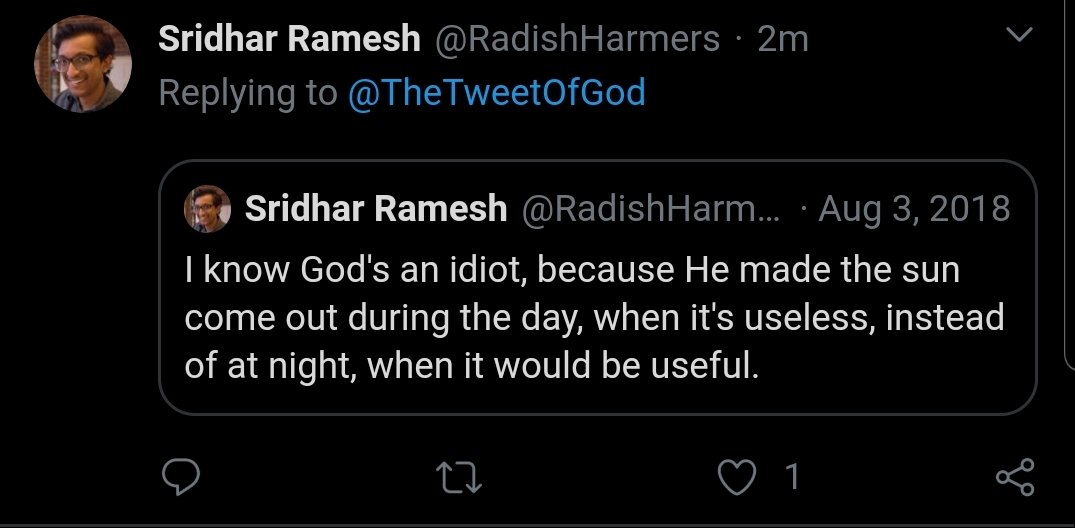 Sridhar Ramesh @RadishHarmers · 2m
Replying to @TheTweetOfGod
Sridhar Ramesh @RadishHarm... · Aug 3, 2018
I know God's an idiot, because He made the sun
come out during the day, when it's useless, instead
of at night, when it would be useful.
1